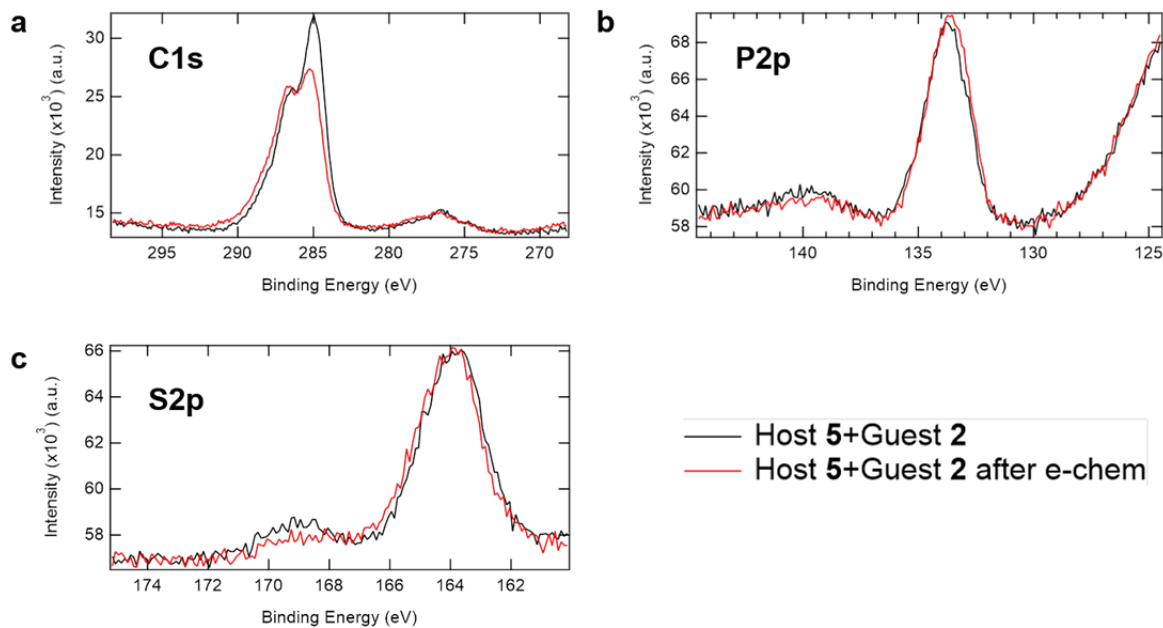 a
C1s
Intensity (x10³) (a.u.)
30
25
20
15
295
290
285
280
275
270
Binding Energy (eV)
b
P2p
Intensity (x10³) (a.u.)
68
66
64
62
60
58
140
135
130
125
Binding Energy (eV)
c
S2p
Intensity (x10³) (a.u.)
66
64
62
60
58
174
172
170
168
166
164
162
Binding Energy (eV)
Host 5+Guest 2
Host 5+Guest 2 after e-chem